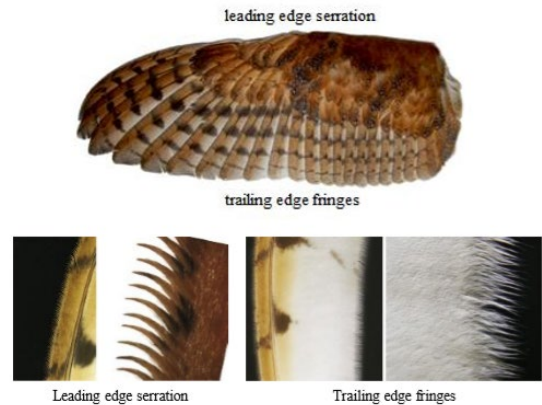 leading edge serration
trailing edge fringes
Leading edge serration
Trailing edge fringes